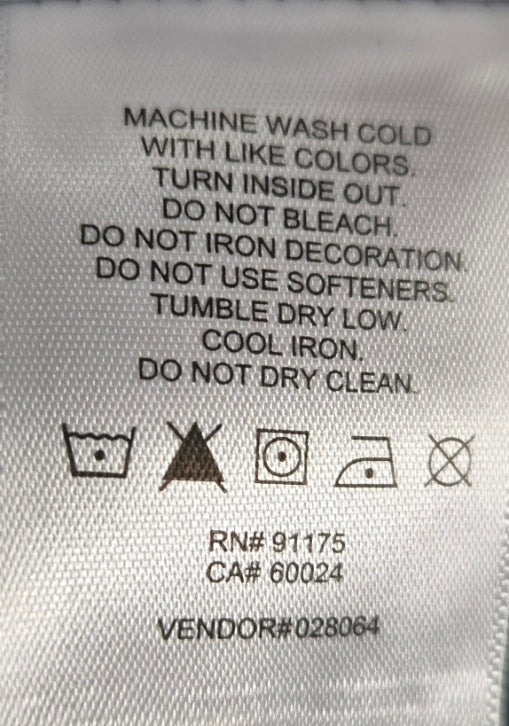 MACHINE WASH COLD
WITH LIKE COLORS.
TURN INSIDE OUT.
DO NOT BLEACH.
DO NOT IRON DECORATION.
DO NOT USE SOFTENERS.
TUMBLE DRY LOW.
COOL IRON.
DO NOT DRY CLEAN.
RN# 91175
CA# 60024
VENDOR#028064